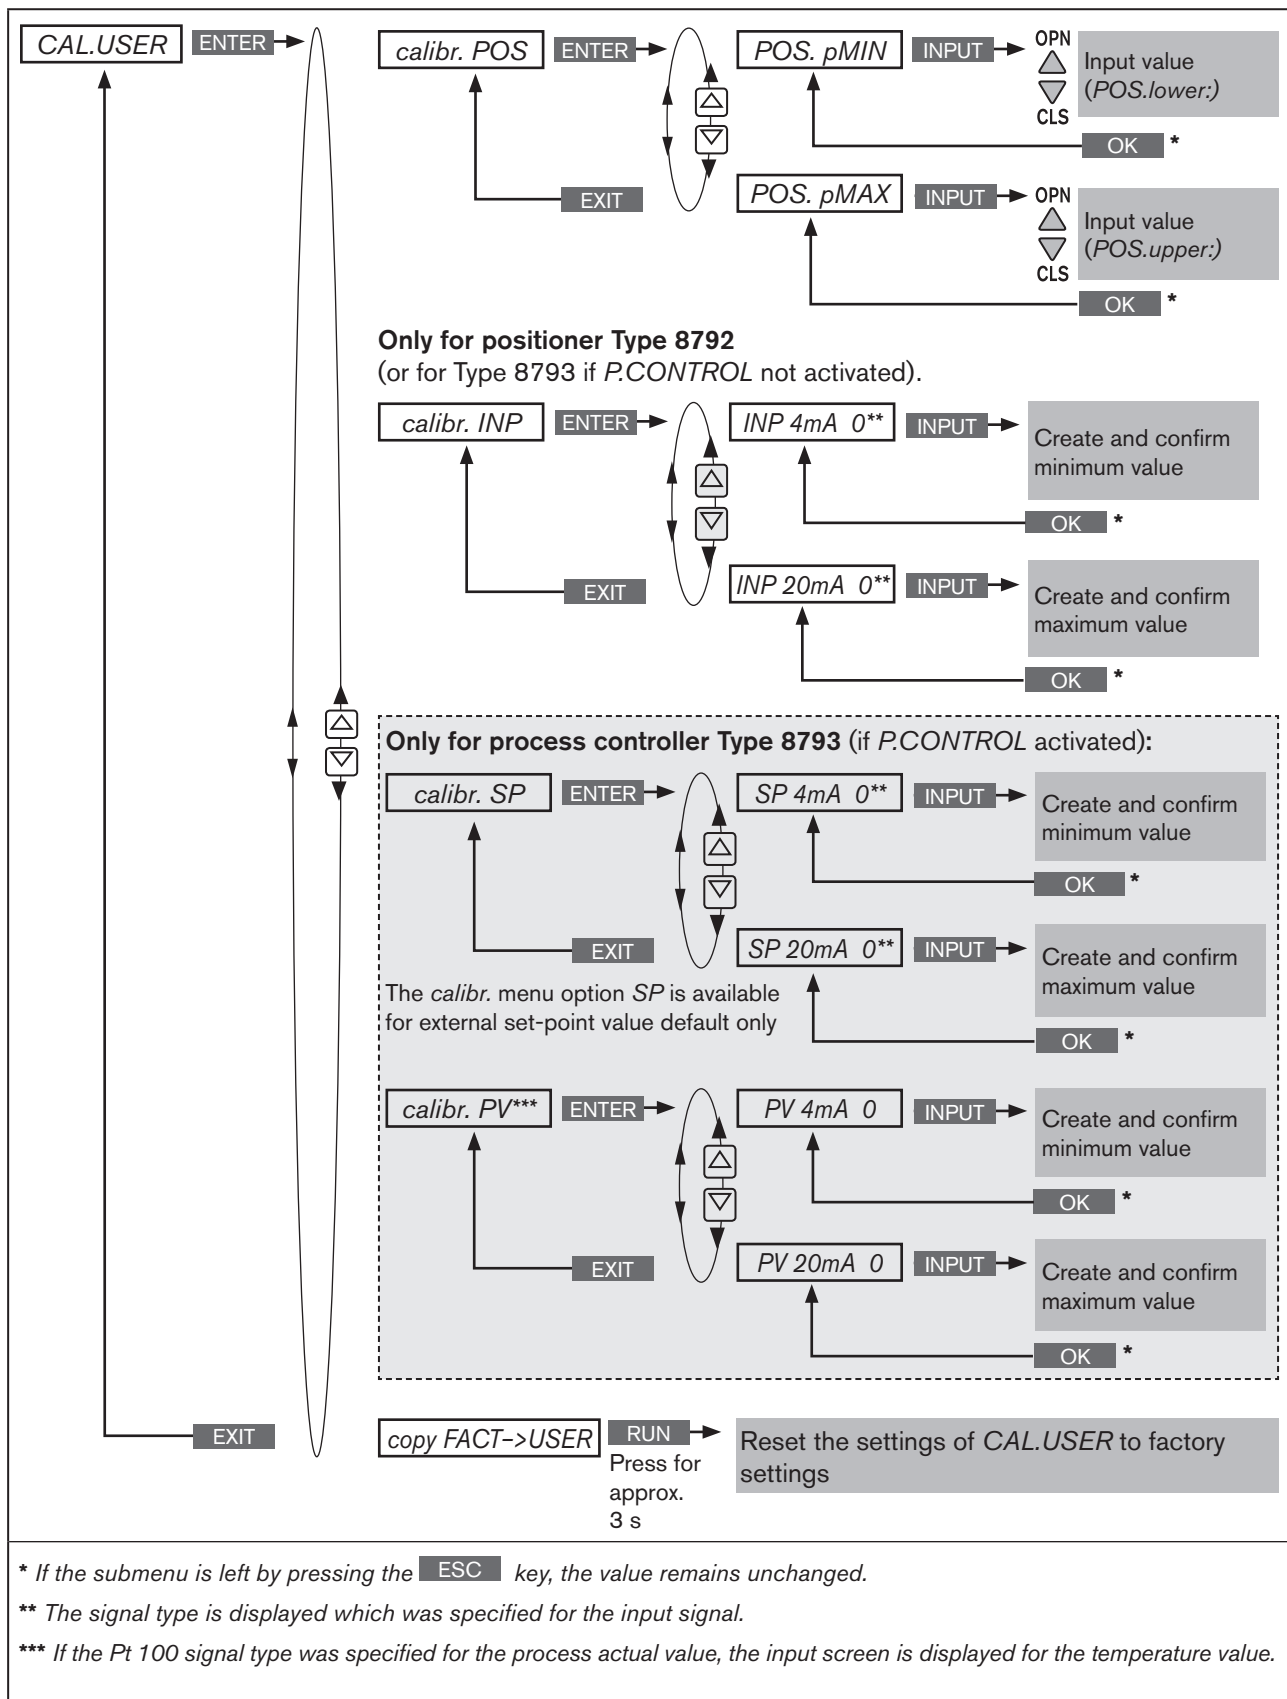 CAL.USER ENTER
calibr. POS ENTER POS. pMIN INPUT OPN
Input value
(POS.lower:)
CLS
OK *
EXIT
POS. pMAX INPUT OPN
Input value
(POS.upper:)
CLS
OK *
Only for positioner Type 8792
(or for Type 8793 if P.CONTROL not activated).
calibr. INP ENTER INP 4mA 0** INPUT
Create and confirm
minimum value
OK *
EXIT
INP 20mA 0** INPUT
Create and confirm
maximum value
OK *
Only for process controller Type 8793 (if P.CONTROL activated):
calibr. SP ENTER SP 4mA 0** INPUT
Create and confirm
minimum value
OK *
EXIT
SP 20mA 0** INPUT
Create and confirm
maximum value
The calibr. menu option SP is available
for external set-point value default only
OK *
calibr. PV*** ENTER PV 4mA 0 INPUT
Create and confirm
minimum value
OK *
EXIT
PV 20mA 0 INPUT
Create and confirm
maximum value
OK *
EXIT
copy FACT–>USER RUN
Press for
approx.
3 s
Reset the settings of CAL.USER to factory
settings
* If the submenu is left by pressing the ESC key, the value remains unchanged.
** The signal type is displayed which was specified for the input signal.
*** If the Pt 100 signal type was specified for the process actual value, the input screen is displayed for the temperature value.